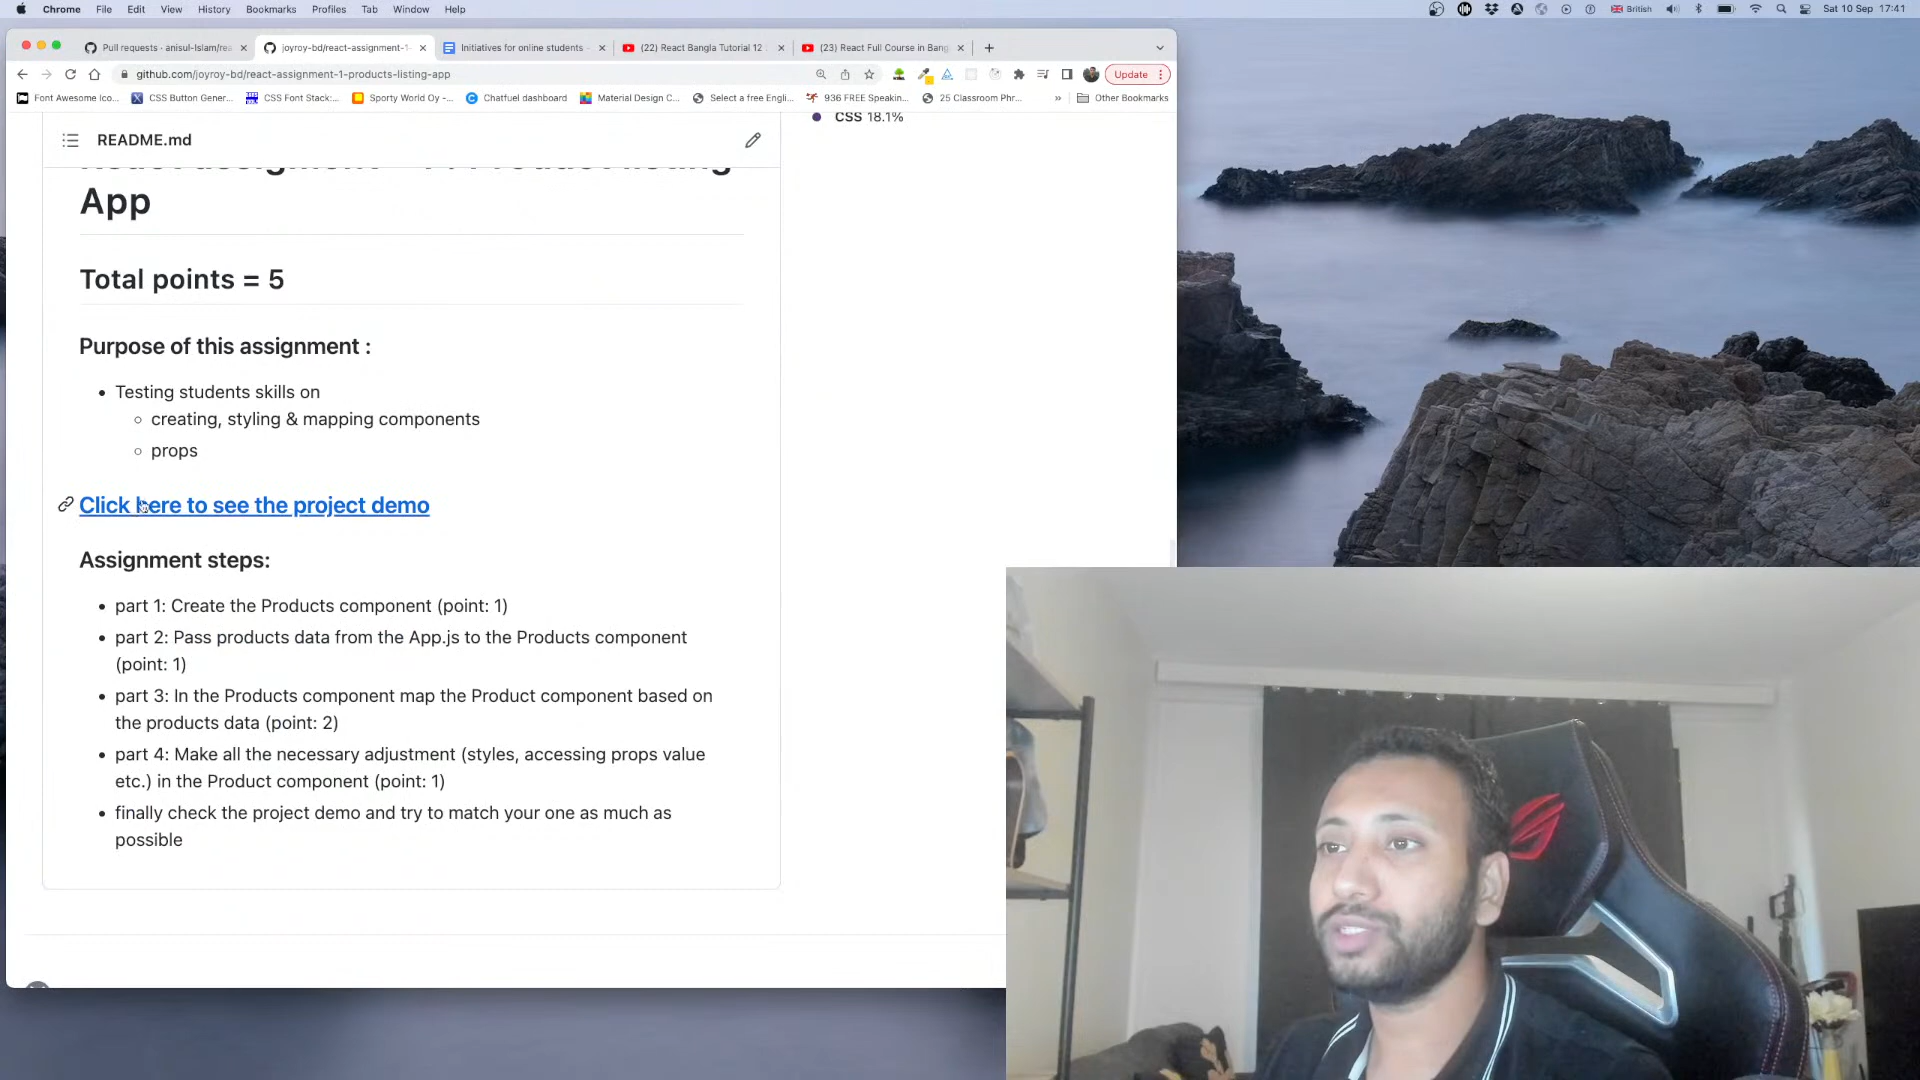 Chrome File Edit View History Bookmarks Profiles Tab Window Help
British Sat 10 Sep 17:41
Pull requests · anisul-Islam/rea
joyroy-bd/react-assignment-1-
Initiatives for online students -
(22) React Bangla Tutorial 12
(23) React Full Course in Bang
github.com/joyroy-bd/react-assignment-1-products-listing-app
Update
Font Awesome Ico... CSS Button Gener... CSS Font Stack:... Sporty World Oy -... Chatfuel dashboard Material Design C... Select a free Engli... 936 FREE Speakin... 25 Classroom Phr... » Other Bookmarks
CSS 18.1%
README.md
App
Total points = 5
Purpose of this assignment :
Testing students skills on
creating, styling & mapping components
props
Click here to see the project demo
Assignment steps:
part 1: Create the Products component (point: 1)
part 2: Pass products data from the App.js to the Products component
(point: 1)
part 3: In the Products component map the Product component based on
the products data (point: 2)
part 4: Make all the necessary adjustment (styles, accessing props value
etc.) in the Product component (point: 1)
finally check the project demo and try to match your one as much as
possible